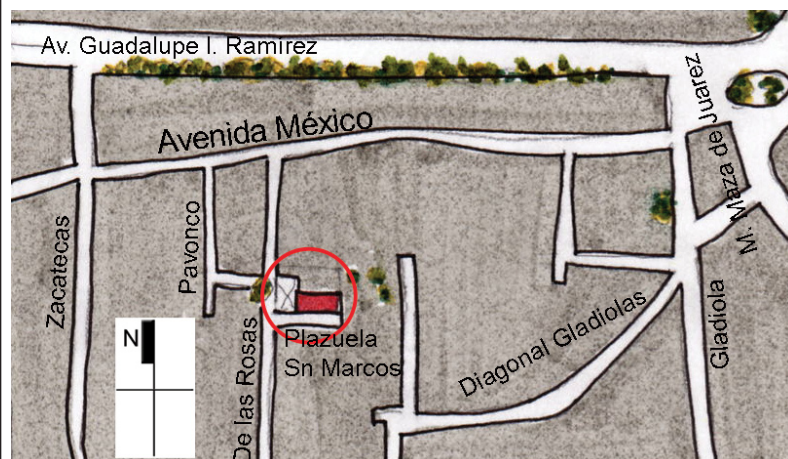 Av. Guadalupe I. Ramirez
Avenida México
M. Maza de Juarez
Zacatecas
Pavonco
De las Rosas
Plazuela
Sn Marcos
Diagonal Gladiolas
Gladiola
N